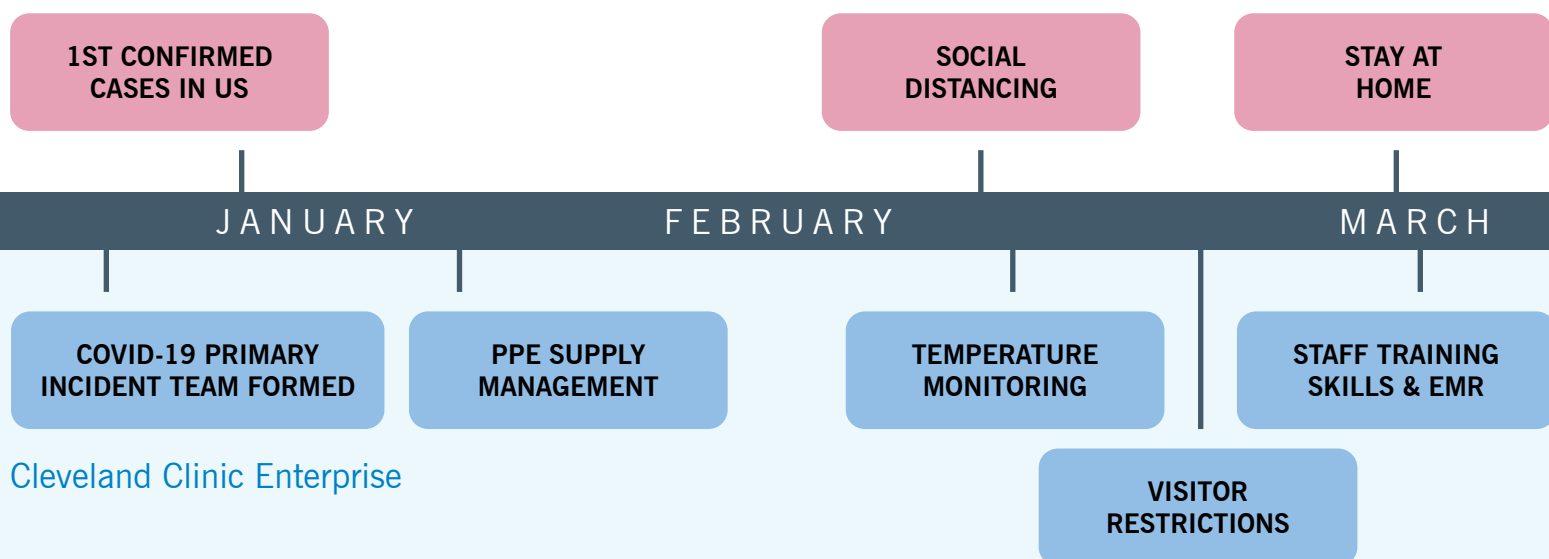 1ST CONFIRMED
CASES IN US
SOCIAL
DISTANCING
STAY AT
HOME
JANUARY
FEBRUARY
MARCH
COVID-19 PRIMARY
INCIDENT TEAM FORMED
PPE SUPPLY
MANAGEMENT
TEMPERATURE
MONITORING
STAFF TRAINING
SKILLS & EMR
Cleveland Clinic Enterprise
VISITOR
RESTRICTIONS